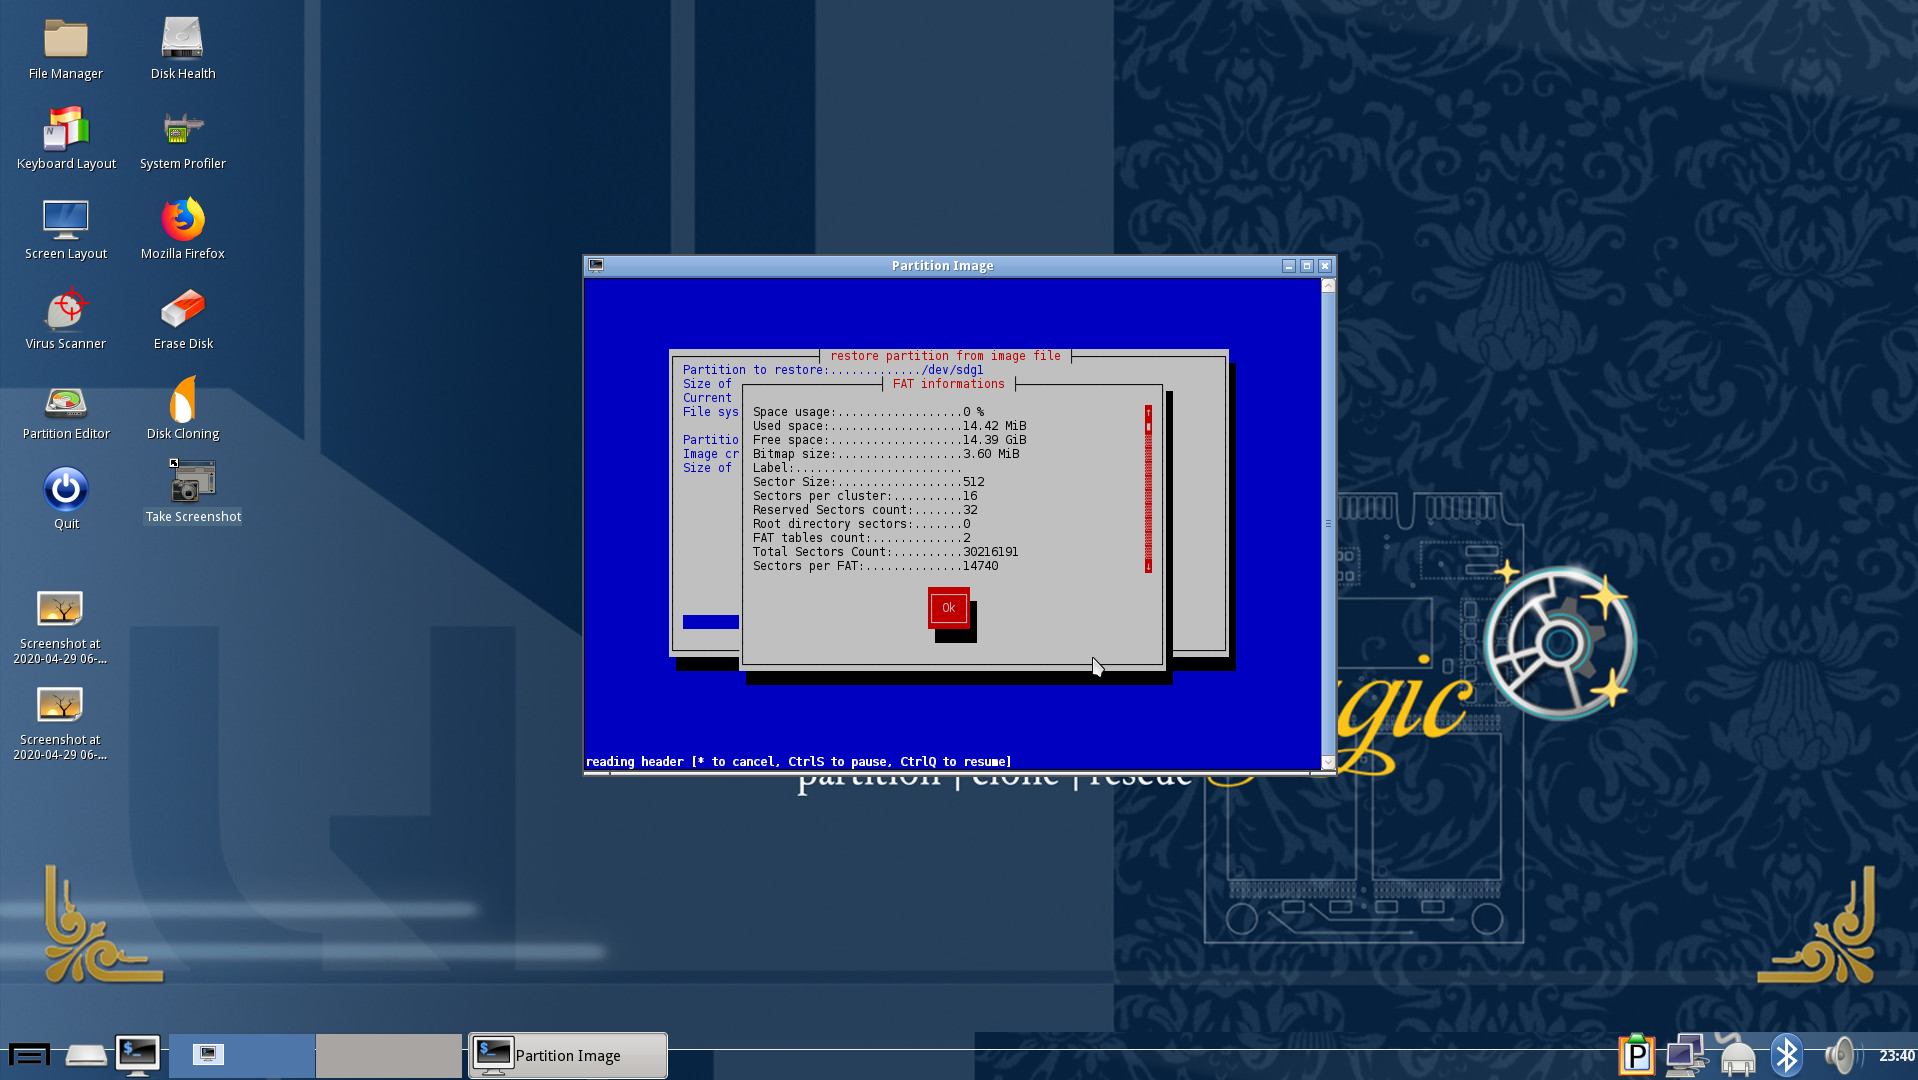 File Manager
Disk Health
Keyboard Layout
System Profiler
Screen Layout
Mozilla Firefox
Virus Scanner
Erase Disk
Partition Editor
Disk Cloning
Quit
Take Screenshot
Screenshot at
2020-04-29 06-...
Screenshot at
2020-04-29 06-...
Partition Image
restore partition from image file
Partition to restore:............./dev/sdg1
Size of
Current
File sys
Partitio
Image cr
Size of
FAT informations
Space usage:..................0 %
Used space:...................14.42 MiB
Free space:...................14.39 GiB
Bitmap size:..................3.60 MiB
Label:........................
Sector Size:..................512
Sectors per cluster:..........16
Reserved Sectors count:.......32
Root directory sectors:.......0
FAT tables count:.............2
Total Sectors Count:..........30216191
Sectors per FAT:..............14740
Ok
reading header [* to cancel, CtrlS to pause, CtrlQ to resume]
gic
partition | clone | rescue
$_
$_
Partition Image
P
23:40